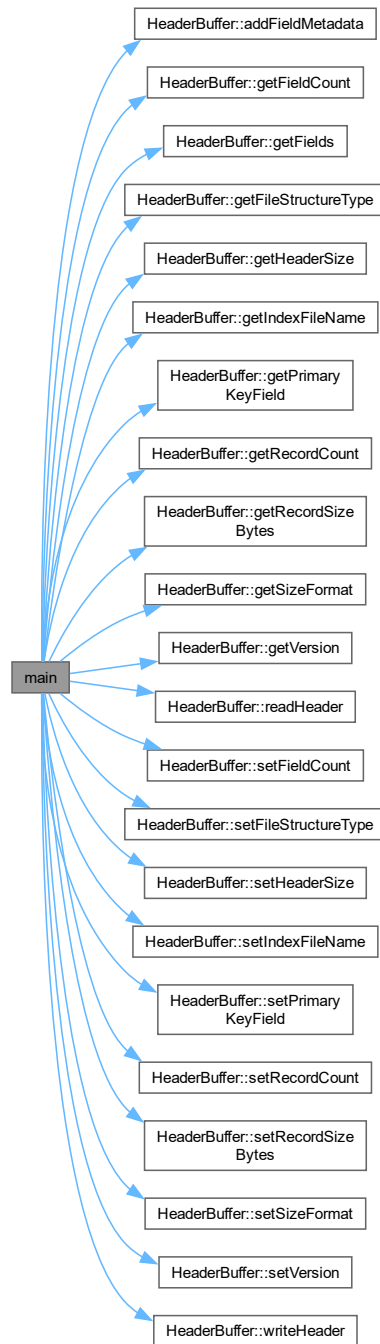 HeaderBuffer::addFieldMetadata
HeaderBuffer::getFieldCount
HeaderBuffer::getFields
HeaderBuffer::getFileStructureType
HeaderBuffer::getHeaderSize
HeaderBuffer::getIndexFileName
HeaderBuffer::getPrimary
KeyField
HeaderBuffer::getRecordCount
HeaderBuffer::getRecordSize
Bytes
HeaderBuffer::getSizeFormat
HeaderBuffer::getVersion
main
HeaderBuffer::readHeader
HeaderBuffer::setFieldCount
HeaderBuffer::setFileStructureType
HeaderBuffer::setHeaderSize
HeaderBuffer::setIndexFileName
HeaderBuffer::setPrimary
KeyField
HeaderBuffer::setRecordCount
HeaderBuffer::setRecordSize
Bytes
HeaderBuffer::setSizeFormat
HeaderBuffer::setVersion
HeaderBuffer::writeHeader